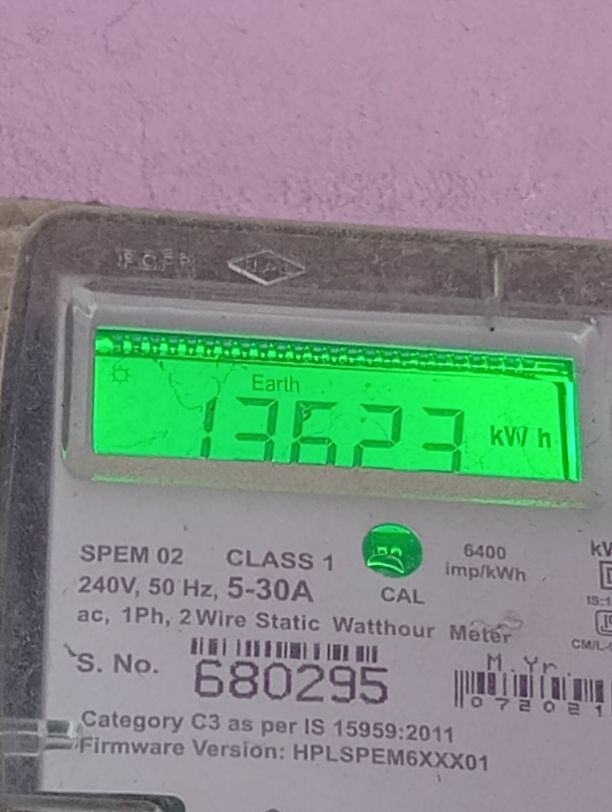 Earth
13623 kW h
SPEM 02 CLASS 1
6400
imp/kWh
240V, 50 Hz, 5-30A
CAL
ac, 1Ph, 2 Wire Static Watthour Meter
S. No. 680295
M. Yr.
072021
Category C3 as per IS 15959:2011
Firmware Version: HPLSPEM6XXX01